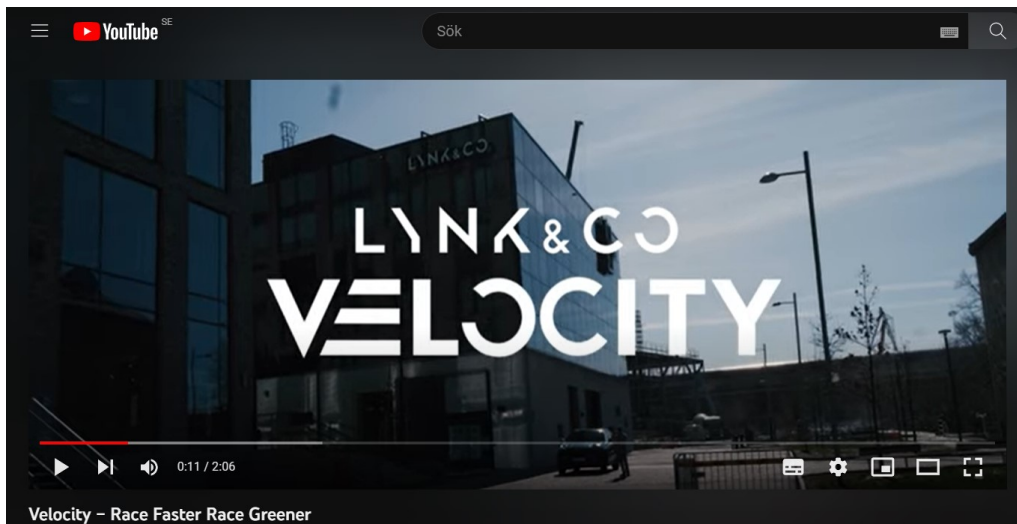 YouTube SE
Sök
LYNK&CO
LYNK&CO
VELOCITY
0:11 / 2:06
Velocity – Race Faster Race Greener